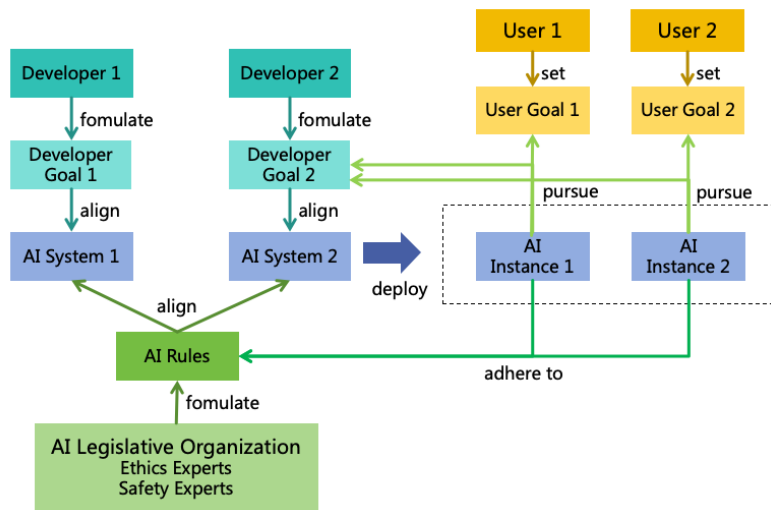 User 1
User 2
Developer 1
Developer 2
set
set
fomulate
fomulate
User Goal 1
User Goal 2
Developer
Goal 1
Developer
Goal 2
pursue
pursue
align
align
AI System 1
AI System 2
AI
Instance 1
AI
Instance 2
deploy
align
AI Rules
adhere to
fomulate
AI Legislative Organization
Ethics Experts
Safety Experts